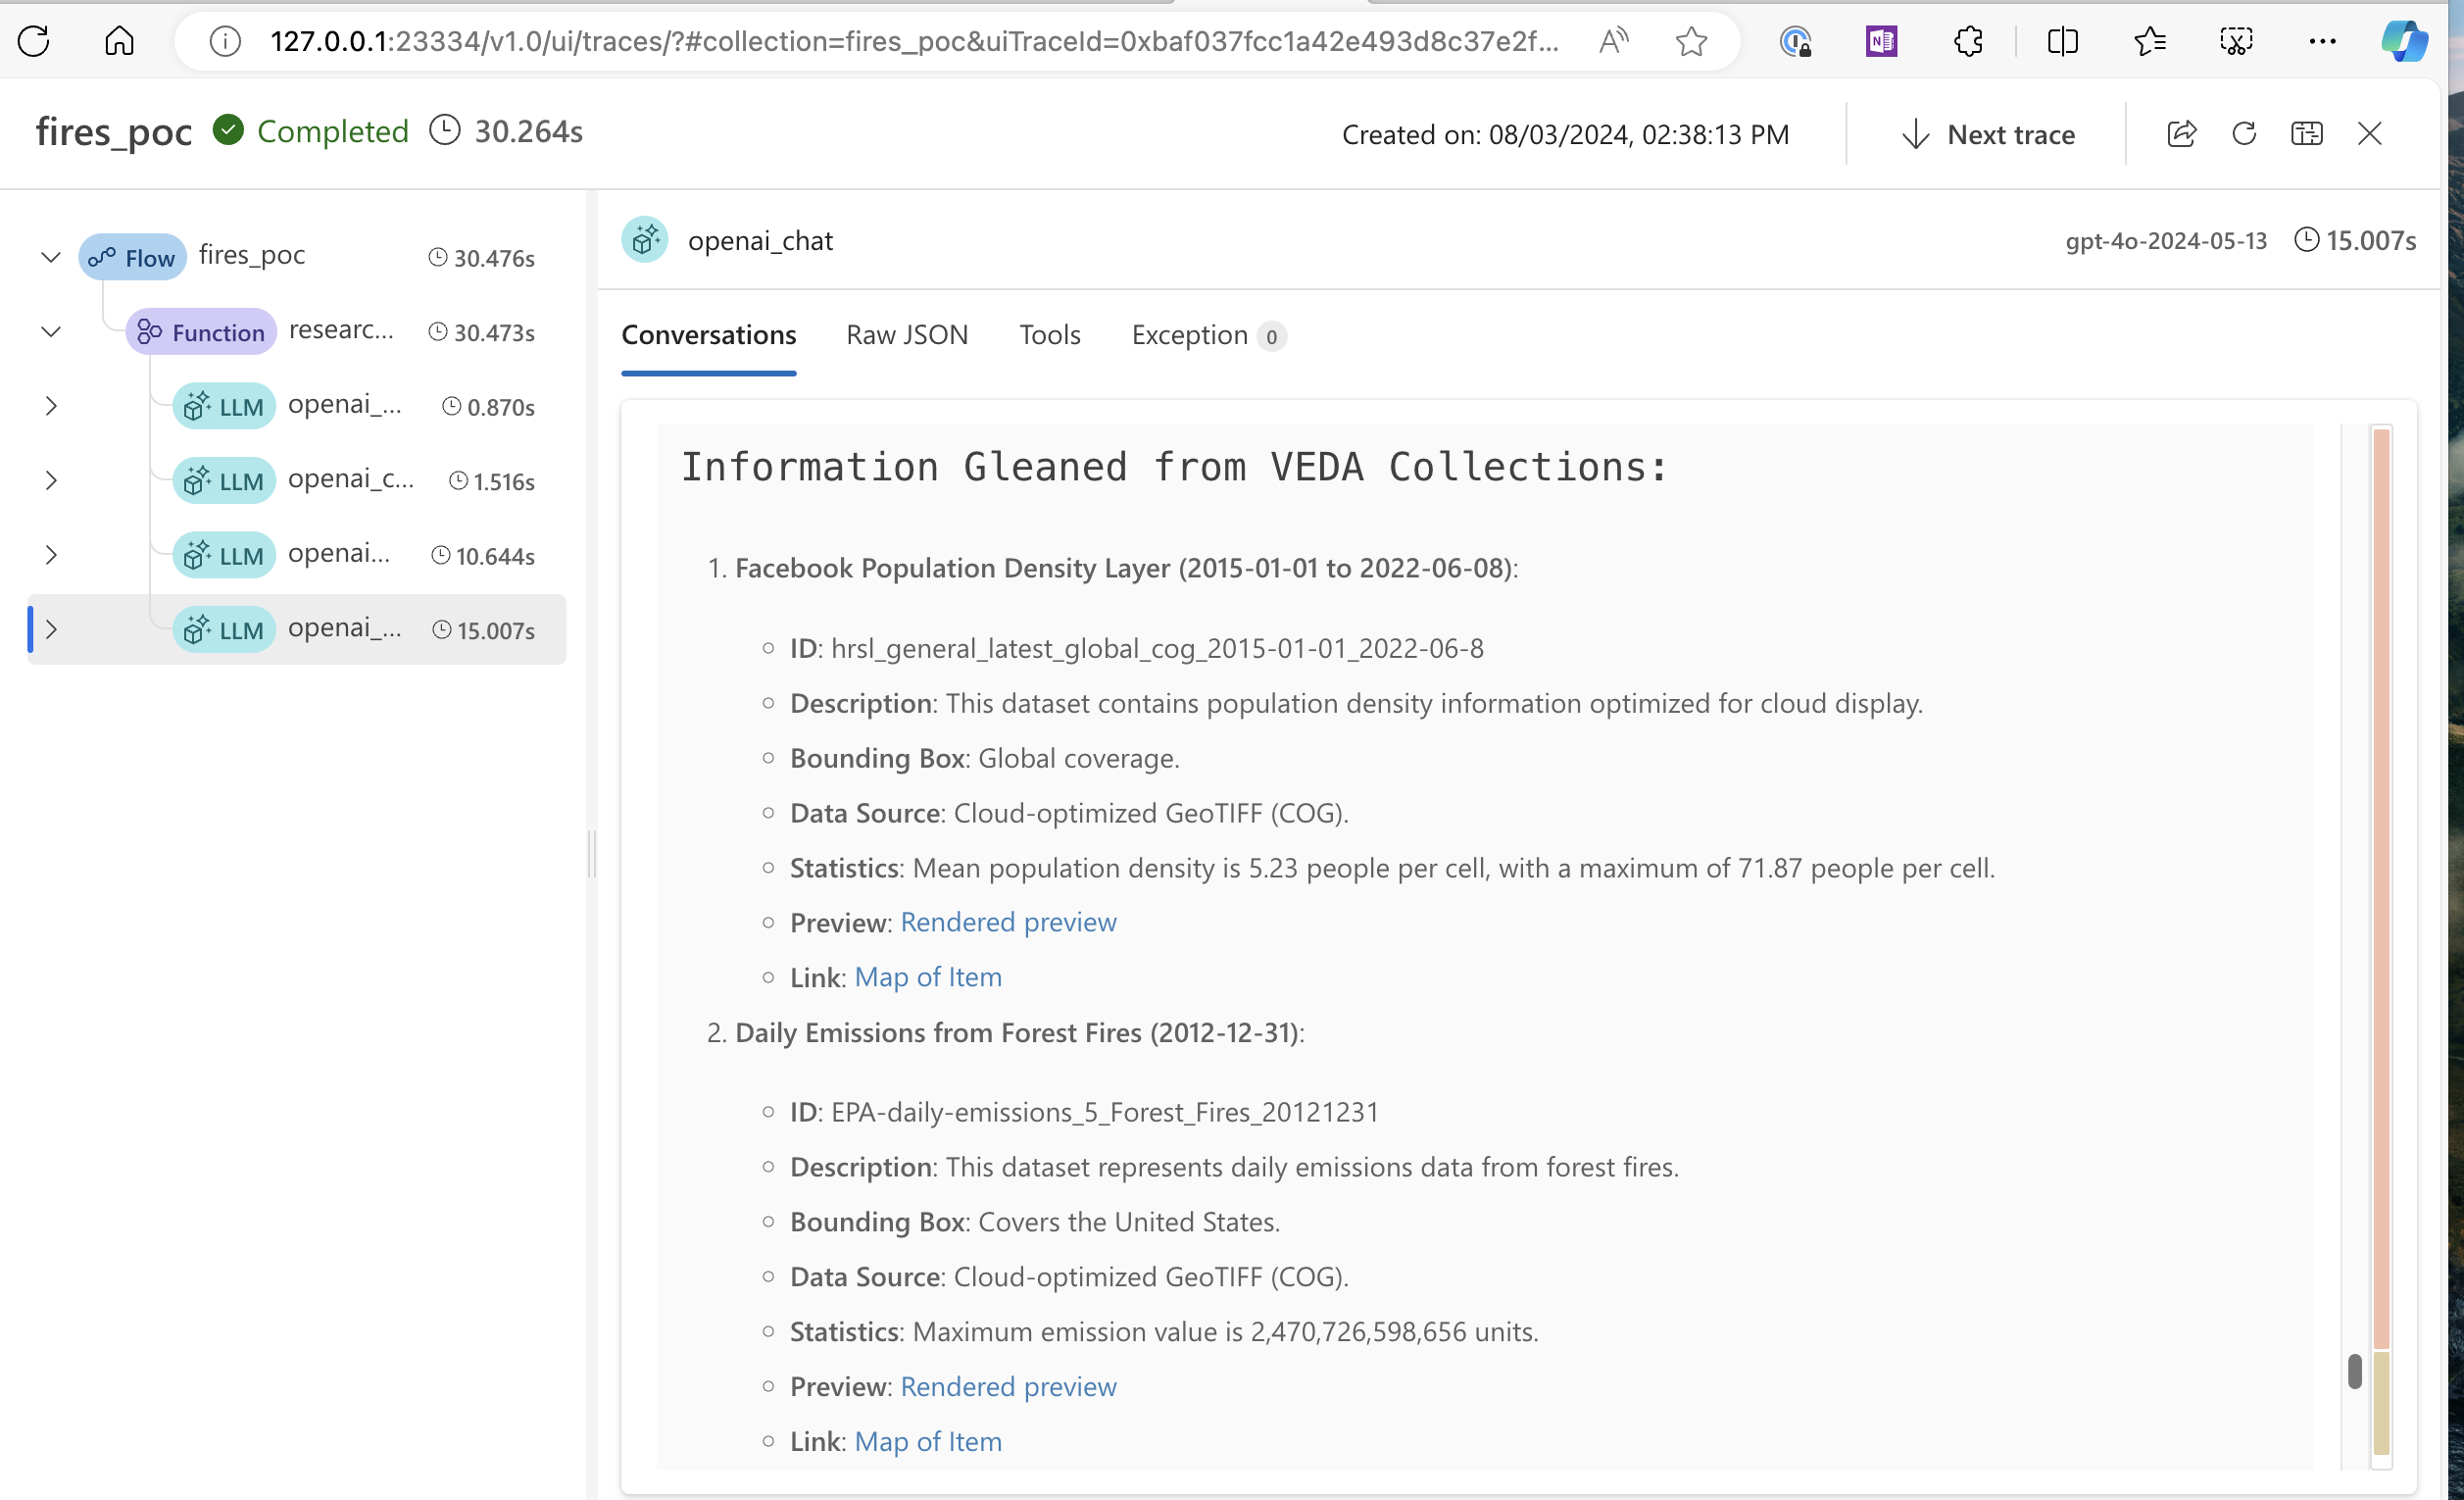 127.0.0.1:23334/v1.0/ui/traces/?#collection=fires_poc&uiTraceId=0xbaf037fcc1a42e493d8c37e2f...
fires_poc Completed 30.264s
Created on: 08/03/2024, 02:38:13 PM
Next trace
Flow fires_poc 30.476s
Function researc... 30.473s
LLM openai_... 0.870s
LLM openai_c... 1.516s
LLM openai... 10.644s
LLM openai_... 15.007s
openai_chat
gpt-4o-2024-05-13 15.007s
Conversations Raw JSON Tools Exception 0
Information Gleaned from VEDA Collections:
1. Facebook Population Density Layer (2015-01-01 to 2022-06-08):
ID: hrsl_general_latest_global_cog_2015-01-01_2022-06-8
Description: This dataset contains population density information optimized for cloud display.
Bounding Box: Global coverage.
Data Source: Cloud-optimized GeoTIFF (COG).
Statistics: Mean population density is 5.23 people per cell, with a maximum of 71.87 people per cell.
Preview: Rendered preview
Link: Map of Item
2. Daily Emissions from Forest Fires (2012-12-31):
ID: EPA-daily-emissions_5_Forest_Fires_20121231
Description: This dataset represents daily emissions data from forest fires.
Bounding Box: Covers the United States.
Data Source: Cloud-optimized GeoTIFF (COG).
Statistics: Maximum emission value is 2,470,726,598,656 units.
Preview: Rendered preview
Link: Map of Item